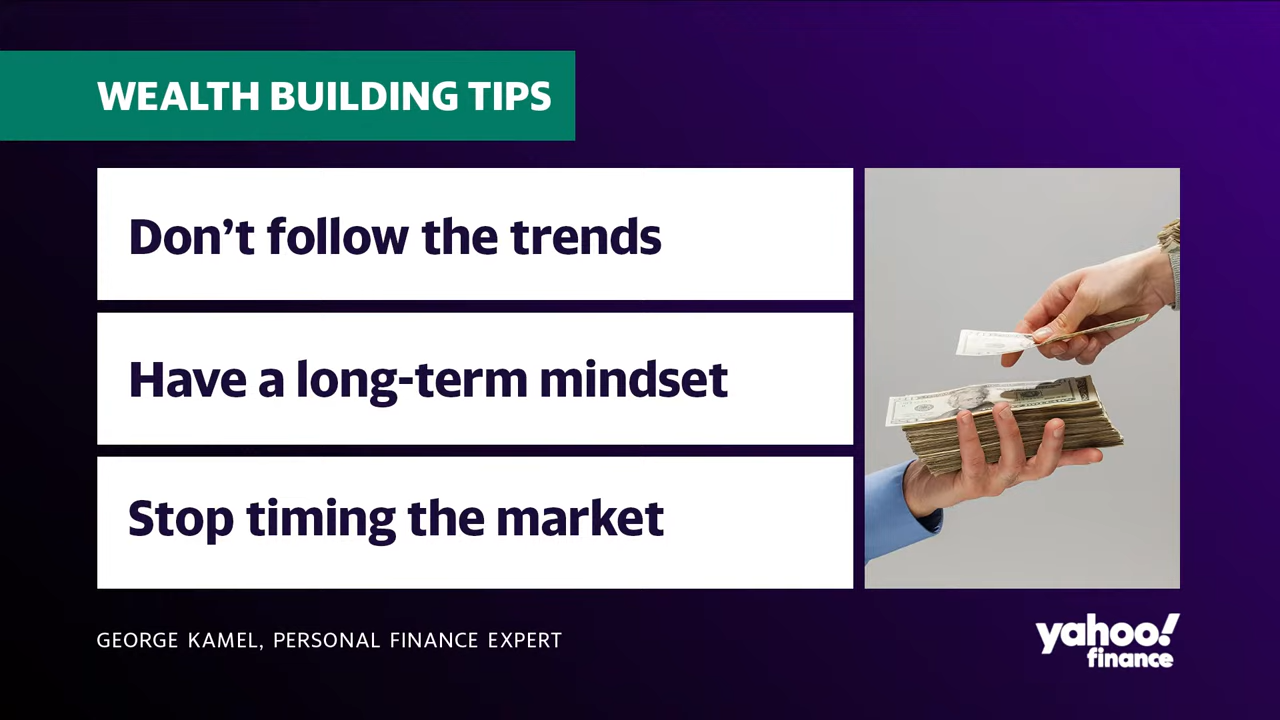 WEALTH BUILDING TIPS
Don't follow the trends
Have a long-term mindset
Stop timing the market
GEORGE KAMEL, PERSONAL FINANCE EXPERT
yahoo!
finance